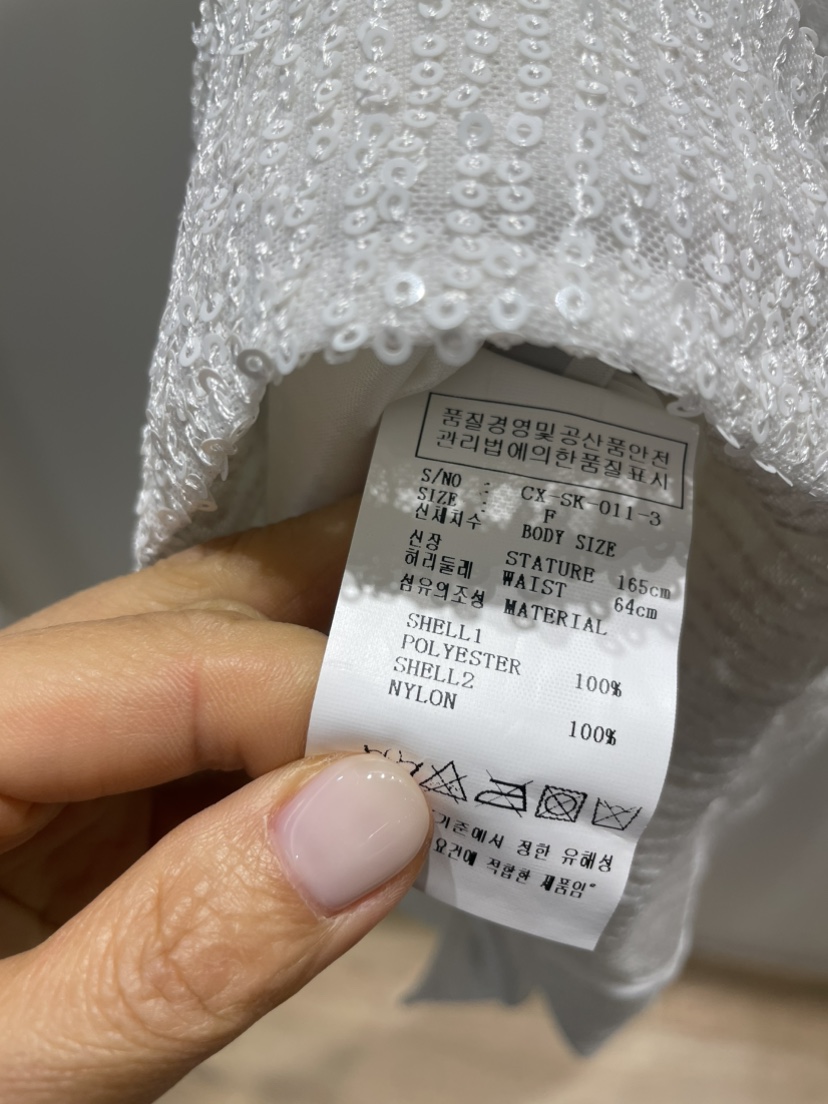 품질경영및공산품안전
관리법에의한품질표시
S/NO : CX-SK-011-3
SIZE : F
신체치수 BODY SIZE
신장 STATURE 165cm
허리둘레 WAIST 64cm
섬유의조성 MATERIAL
SHELL1
POLYESTER 100%
SHELL2
NYLON 100%
기준에서 정한 유해성
요건에 적합한 제품임"